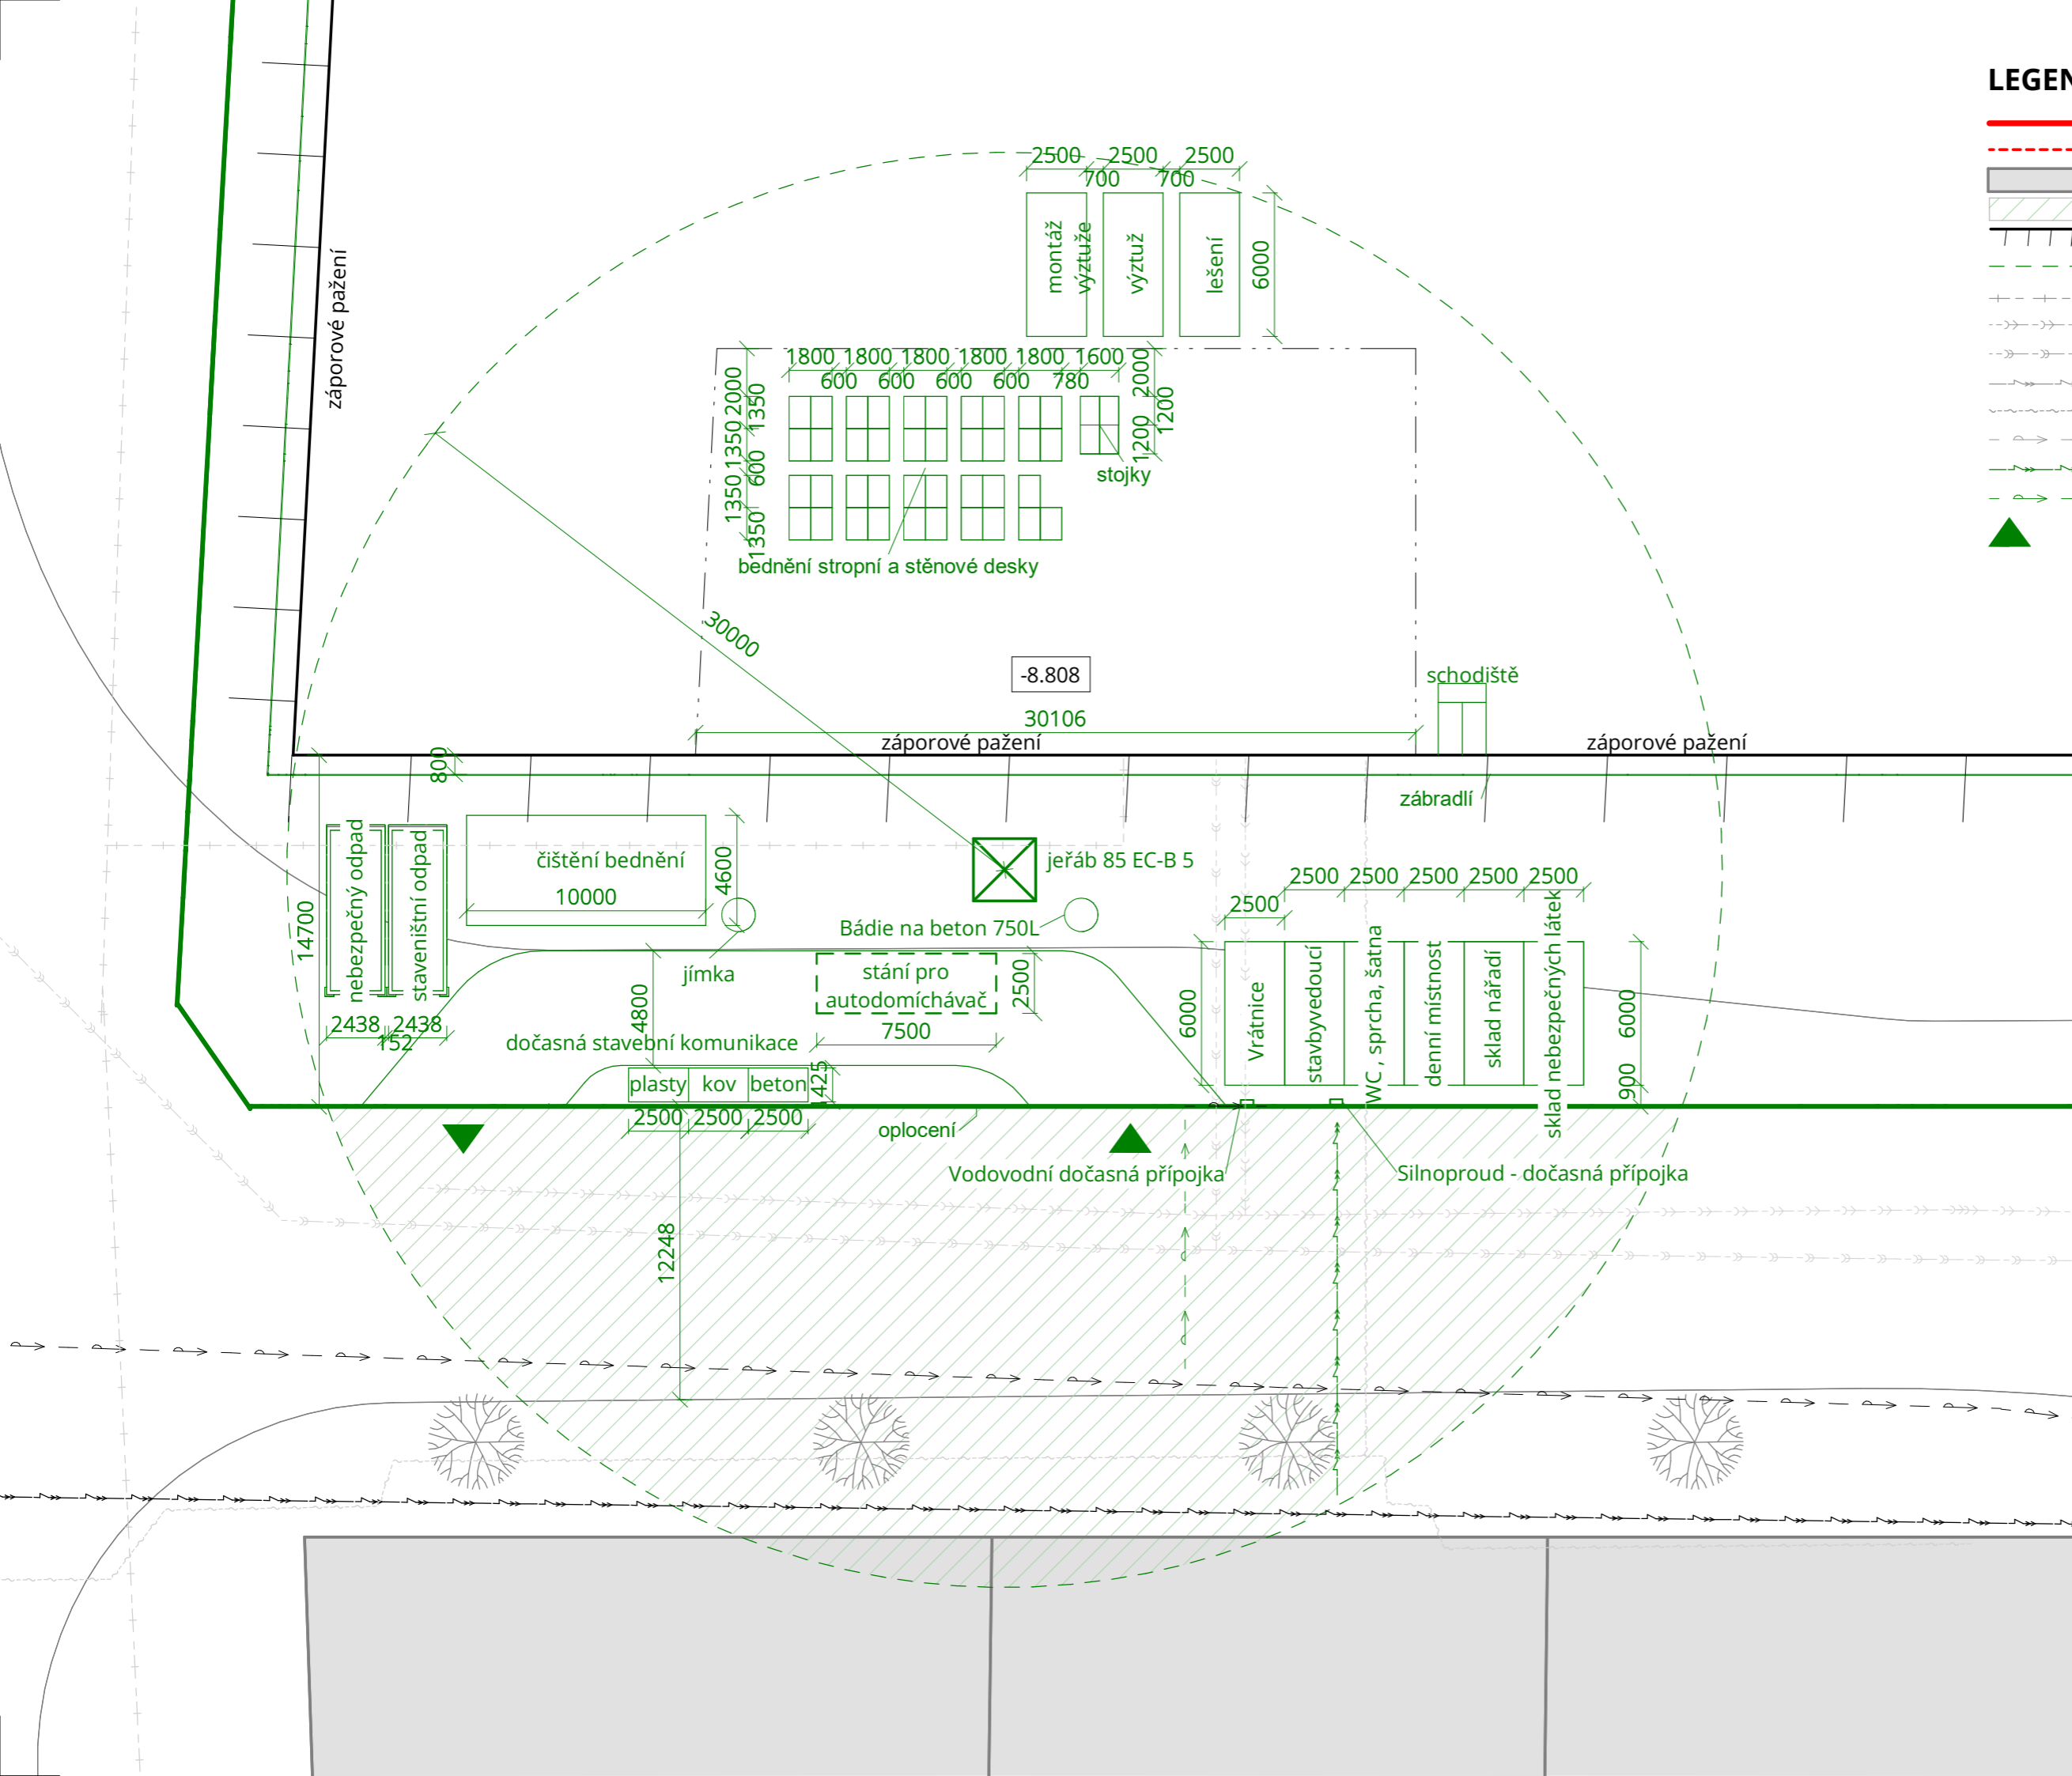 LEGEN
záporové pažení
2500 2500 2500
700 700
montáž
výztuže
výztuž
lešení
6000
1800 1800 1800 1800 1800 1600
600 600 600 600 780
2000
1350
1350
600
1350
1350
2000
1200
1200
stojky
bednění stropní a stěnové desky
30000
-8.808
schodiště
30106
záporové pažení
záporové pažení
800
zábradlí
14700
nebezpečný odpad
staveništní odpad
2438 2438
152
čištění bednění
10000
4600
jímka
jeřáb 85 EC-B 5
Bádie na beton 750L
stání pro
autodomíchávač
2500
7500
4800
dočasná stavební komunikace
plasty kov beton
1425
2500 2500 2500
2500 2500 2500 2500 2500
2500
6000
Vrátnice
stavbyvedoucí
WC , sprcha, šatna
denní místnost
sklad nářadí
sklad nebezpečných látek
6000
900
oplocení
Vodovodní dočasná přípojka
Silnoproud - dočasná přípojka
12248